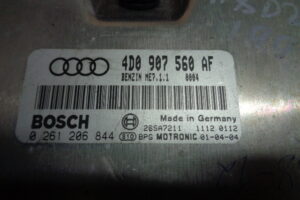 4D0 907 560 AF
BENZIN ME7.1.1 0004
Made in Germany
BOSCH
26SA7211 1112 0112
0 261 206 844 BPS MOTRONIC 01-04-04